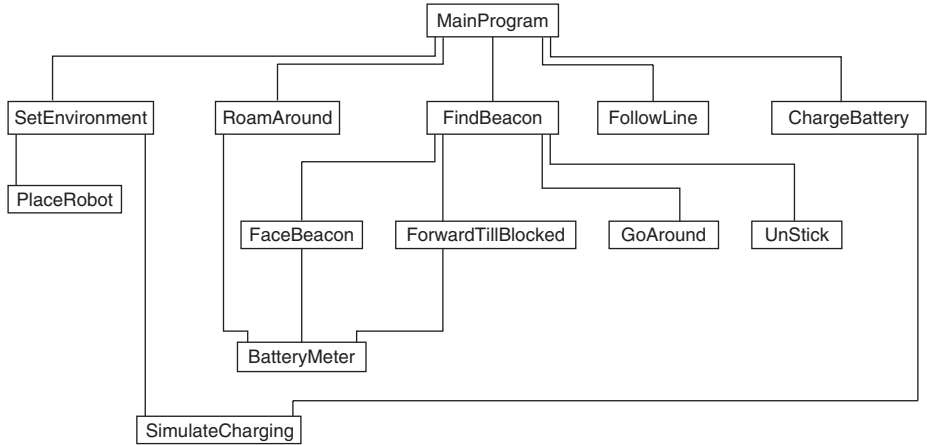 MainProgram
SetEnvironment
RoamAround
FindBeacon
FollowLine
ChargeBattery
PlaceRobot
FaceBeacon
ForwardTillBlocked
GoAround
UnStick
BatteryMeter
SimulateCharging